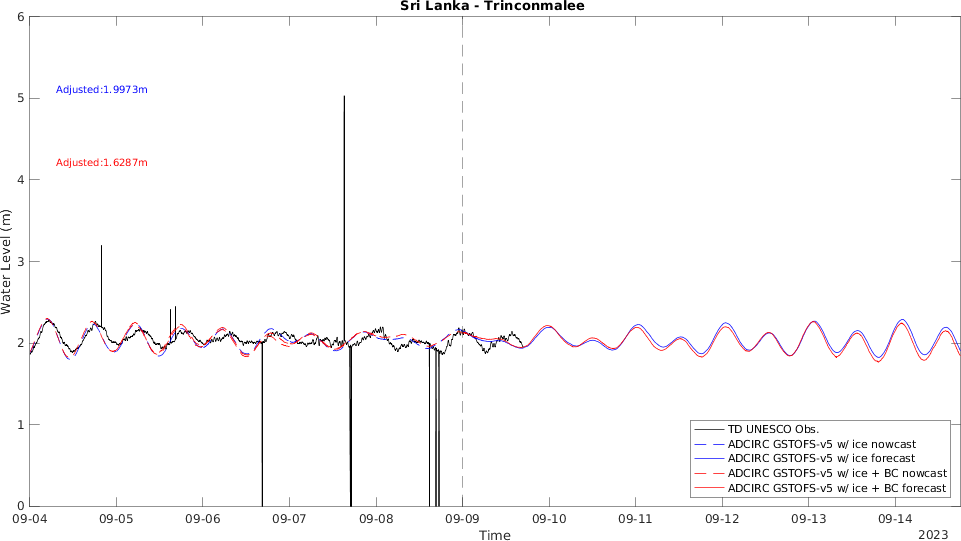 Sri Lanka - Trinconmalee
6
5
4
3
2
1
0
Water Level (m)
Adjusted:1.9973m
Adjusted:1.6287m
TD UNESCO Obs.
ADCIRC GSTOFS-v5 w/ ice nowcast
ADCIRC GSTOFS-v5 w/ ice forecast
ADCIRC GSTOFS-v5 w/ ice + BC nowcast
ADCIRC GSTOFS-v5 w/ ice + BC forecast
09-04 09-05 09-06 09-07 09-08 09-09 09-10 09-11 09-12 09-13 09-14
Time
2023